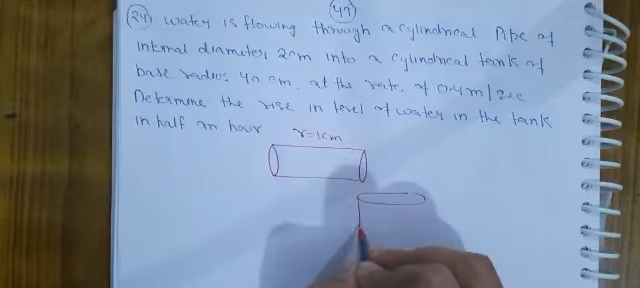 47
(24) water is flowing through a cylindrical Pipe of
internal diameter 2cm into a cylindrical tank of
base radius 40 cm. at the rate of 0.4 m/sec
Determine the rise in level of water in the tank
in half an hour
r=1cm